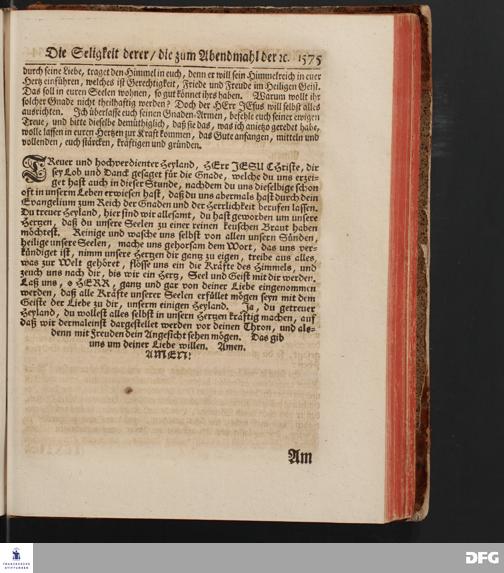 Die Seligkeit derer / die zum Abendmahl der ꝛc. 1575
durch seine Liebe, traget den Himmel in euch, denn er will sein Himmelreich in euer
Hertz einführen, welches ist Gerechtigkeit, Friede und Freude im Heiligen Geist.
Das soll in euren Seelen wohnen, so gut könnet ihrs haben. Warum wollt ihr
solcher Gnade nicht theilhafftig werden? Doch der HErr JEsus will selbst alles
ausrichten. Ich überlasse euch seinen Gnaden-Armen, befehle euch seiner ewigen
Treue, und bitte dieselbe demüthiglich, daß sie das, was ich anietzo geredet habe,
wolle lassen in euren Hertzen zur Krafft kommen, das Gute anfangen, mitteln und
vollenden, euch stärcken, kräftigen und gründen.
TReuer und hochverdienter Heyland, HErr JESU CHriste, dir
sey Lob und Danck gesaget für die Gnade, welche du uns erzei-
get hast auch in dieser Stunde, nachdem du uns dieselbige schon
oft in unserm Leben erwiesen hast, daß du uns abermals hast durch dein
Evangelium zum Reich der Gnaden und der Herrlichkeit berufen lassen.
Du treuer Heyland, hier sind wir allesamt, du hast geworben um unsere
Hertzen, daß du unsere Seelen zu einer reinen keuschen Braut haben
möchtest. Reinige und wasche uns selbst von allen unsern Sünden,
heilige unsere Seelen, mache uns gehorsam dem Wort, das uns ver-
kündiget ist, nimm unsere Hertzen dir gang zu eigen, treibe aus alles,
was zur Welt gehöret, flösse uns ein die Kräfte des Himmels, und
zeuch uns nach dir, bis wir ein Hertz, Seel und Geist mit dir werden.
Laß uns, o HERR, gang und gar von deiner Liebe eingenommen
werden, daß alle Kräfte unserer Seelen erfüllet mögen seyn mit dem
Geiste der Liebe zu dir, unserm einigen Heyland. Ja, du getreuer
Heyland, du wollest alles selbst in unsern Hertzen kräftig machen, auf
daß wir dermaleinst dargestellet werden vor deinen Thron, und als-
denn mit Freuden dein Angesicht sehen mögen. Das gib
uns um deiner Liebe willen. Amen.
AMEN!
Am
FRANCKESCHE
STIFTUNGEN
DFG